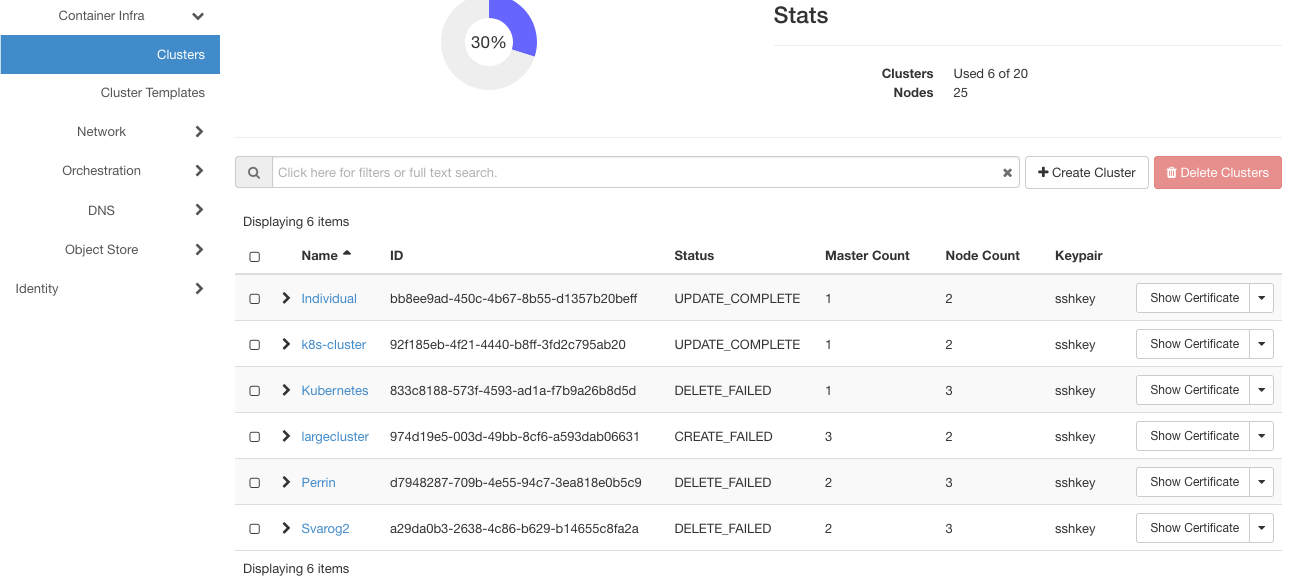 Container Infra
Clusters
Cluster Templates
Network
Orchestration
DNS
Object Store
Identity
30%
Stats
Clusters Used 6 of 20
Nodes 25
Click here for filters or full text search.
Create Cluster
Delete Clusters
Displaying 6 items
Name ID Status Master Count Node Count Keypair
Individual bb8ee9ad-450c-4b67-8b55-d1357b20beff UPDATE_COMPLETE 1 2 sshkey Show Certificate
k8s-cluster 92f185eb-4f21-4440-b8ff-3fd2c795ab20 UPDATE_COMPLETE 1 2 sshkey Show Certificate
Kubernetes 833c8188-573f-4593-ad1a-f7b9a26b8d5d DELETE_FAILED 1 3 sshkey Show Certificate
largecluster 974d19e5-003d-49bb-8cf6-a593dab06631 CREATE_FAILED 3 2 sshkey Show Certificate
Perrin d7948287-709b-4e55-94c7-3ea818e0b5c9 DELETE_FAILED 2 3 sshkey Show Certificate
Svarog2 a29da0b3-2638-4c86-b629-b14655c8fa2a DELETE_FAILED 2 3 sshkey Show Certificate
Displaying 6 items